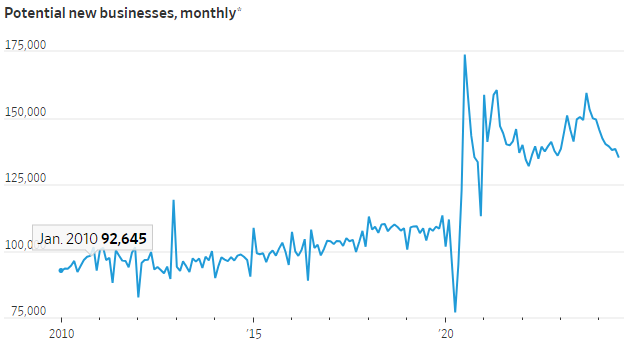 Potential new businesses, monthly*
175,000
150,000
125,000
Jan. 2010 92,645
100,0
75,000
2010 '15 '20